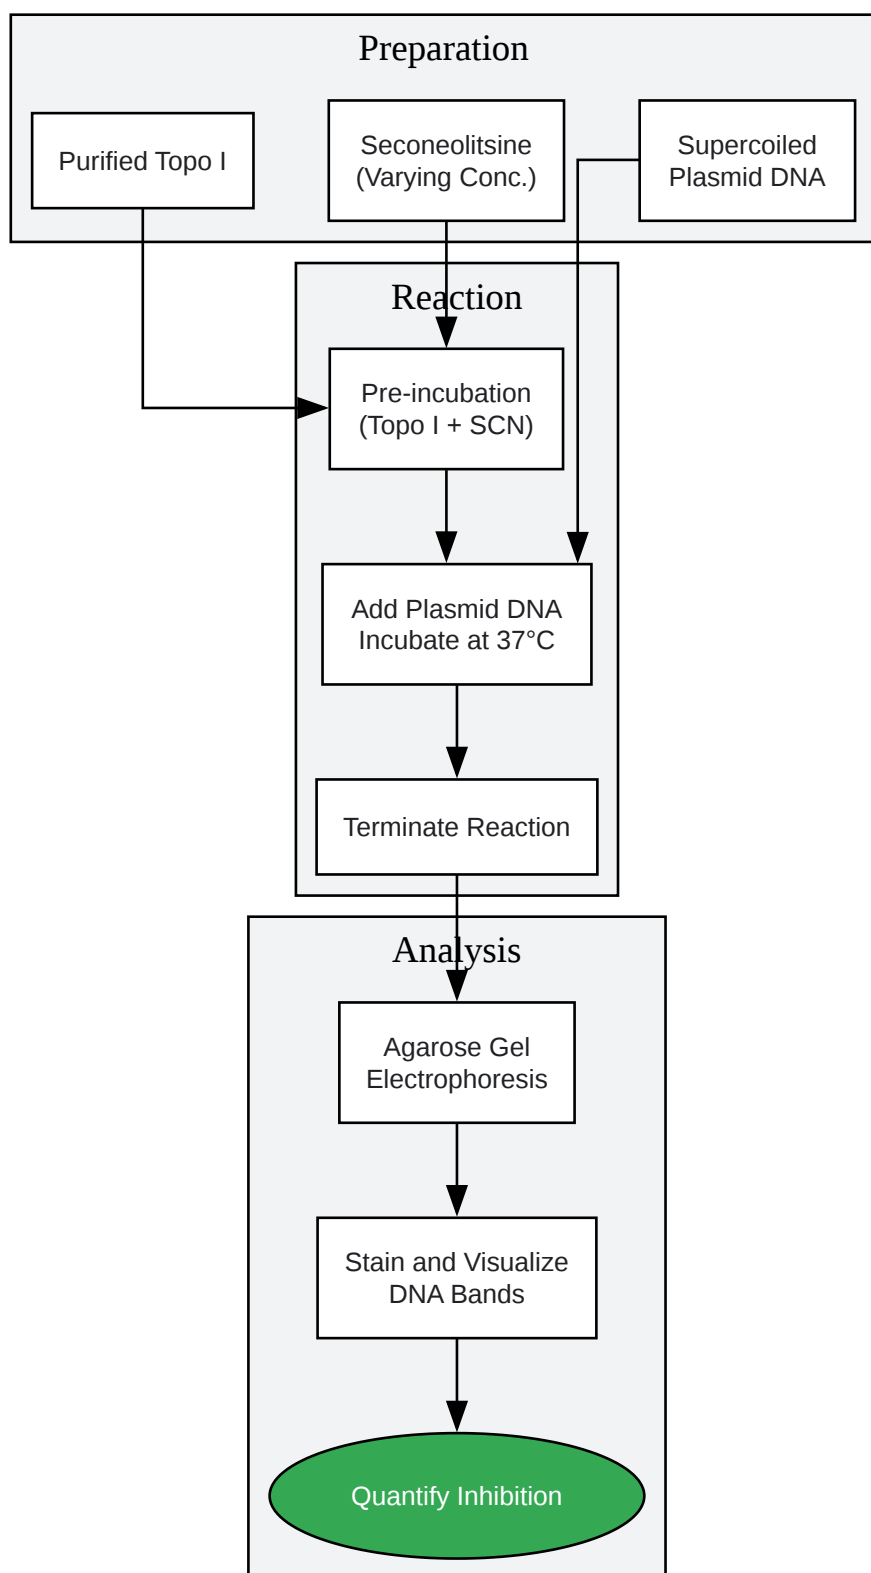 Preparation
Purified Topo I
Seconeolitsine
(Varying Conc.)
Supercoiled
Plasmid DNA
Reaction
Pre-incubation
(Topo I + SCN)
Add Plasmid DNA
Incubate at 37°C
Terminate Reaction
Analysis
Agarose Gel
Electrophoresis
Stain and Visualize
DNA Bands
Quantify Inhibition